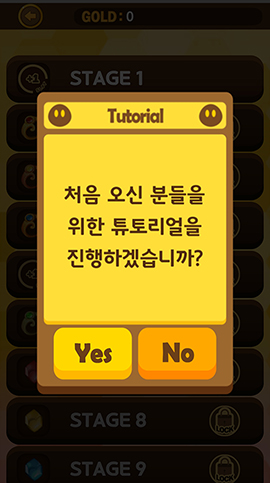 GOLD: 0
STAGE 1
Tutorial
처음 오신 분들을
위한 튜토리얼을
진행하겠습니까?
Yes
No
STAGE 8
STAGE 9